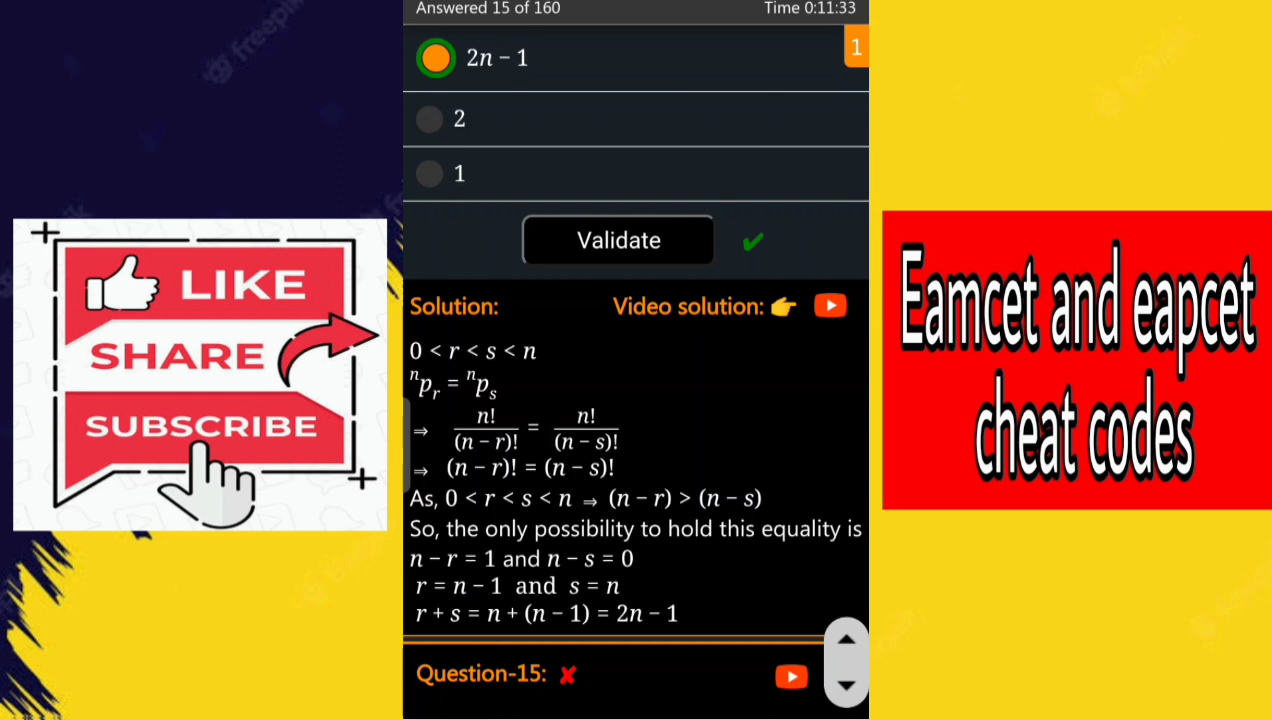 Answered 15 of 160
Time 0:11:33
2n − 1
1
2
1
Validate ✔
Solution:
Video solution: 👉
0 < r < s < n
ⁿpᵣ = ⁿpₛ
⇒ n!/(n − r)! = n!/(n − s)!
⇒ (n − r)! = (n − s)!
As, 0 < r < s < n ⇒ (n − r) > (n − s)
So, the only possibility to hold this equality is
n − r = 1 and n − s = 0
r = n − 1 and s = n
r + s = n + (n − 1) = 2n − 1
Question-15: ✘
LIKE
SHARE
SUBSCRIBE
Eamcet and eapcet
cheat codes
freepik